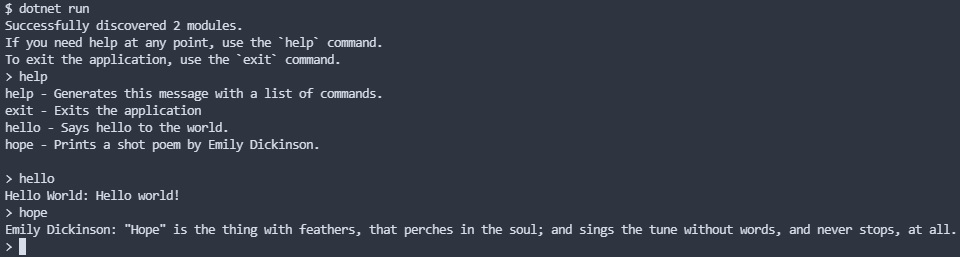 $ dotnet run
Successfully discovered 2 modules.
If you need help at any point, use the `help` command.
To exit the application, use the `exit` command.
> help
help - Generates this message with a list of commands.
exit - Exits the application
hello - Says hello to the world.
hope - Prints a shot poem by Emily Dickinson.
> hello
Hello World: Hello world!
> hope
Emily Dickinson: "Hope" is the thing with feathers, that perches in the soul; and sings the tune without words, and never stops, at all.
>